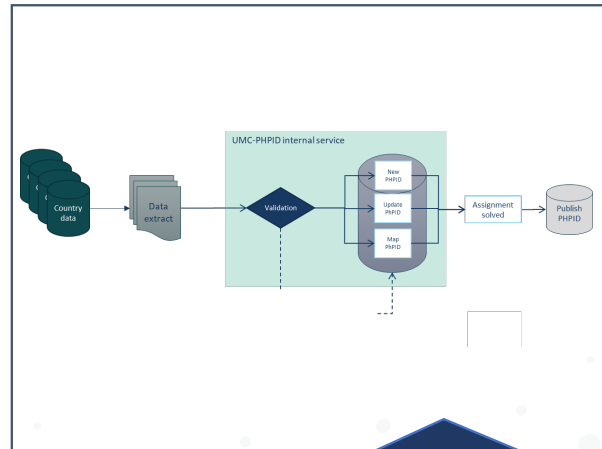 UMC-PHPID internal service
Country
data
Data
extract
Validation
New
PHPID
Update
PhPID
Map
PhPID
Assignment
solved
Publish
PHPID